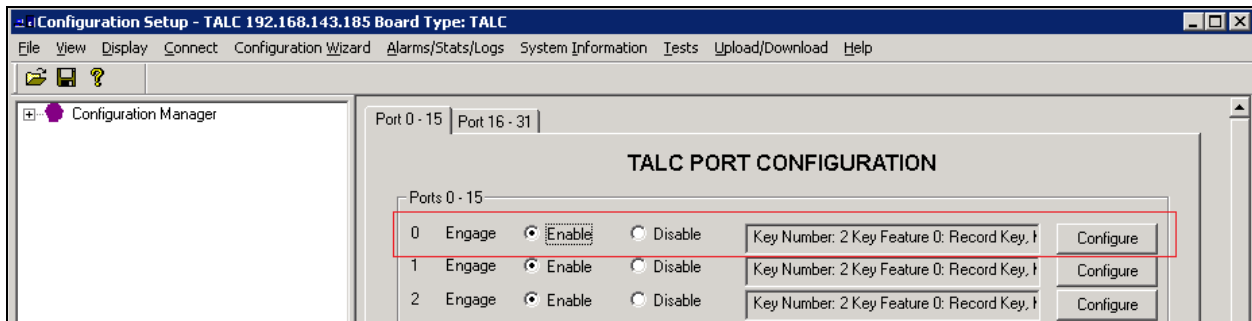 Configuration Setup - TALC 192.168.143.185 Board Type: TALC
File View Display Connect Configuration Wizard Alarms/Stats/Logs System Information Tests Upload/Download Help
Configuration Manager
Port 0 - 15 Port 16 - 31
TALC PORT CONFIGURATION
Ports 0 - 15
0 Engage Enable Disable Key Number: 2 Key Feature 0: Record Key, Configure
1 Engage Enable Disable Key Number: 2 Key Feature 0: Record Key, Configure
2 Engage Enable Disable Key Number: 2 Key Feature 0: Record Key, Configure